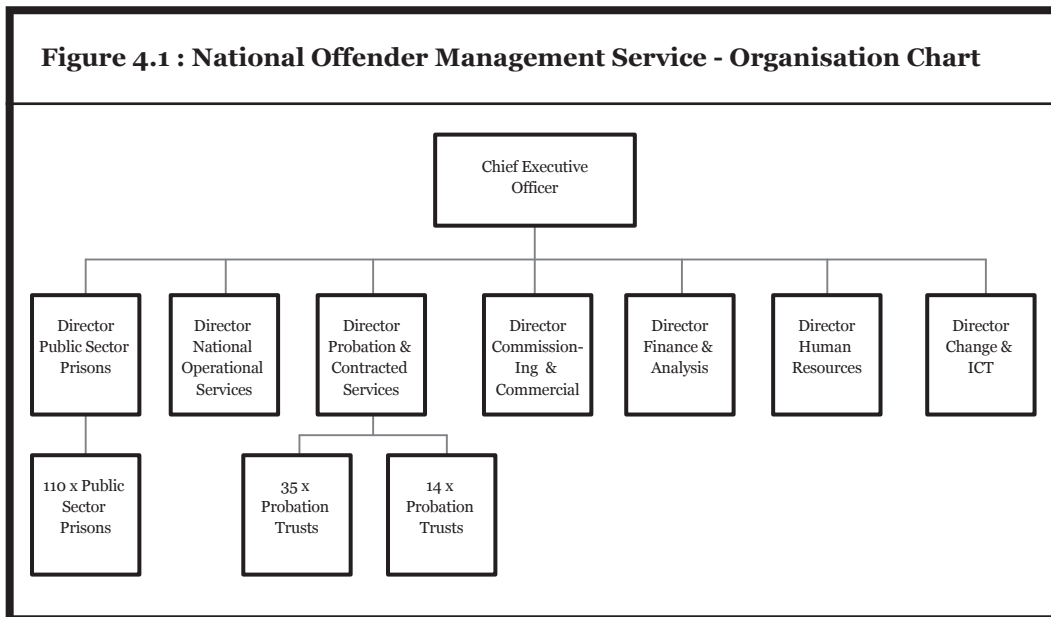 Figure 4.1 : National Offender Management Service - Organisation Chart
Chief Executive
Officer
Director
Public Sector
Prisons
Director
National
Operational
Services
Director
Probation &
Contracted
Services
Director
Commission-
Ing &
Commercial
Director
Finance &
Analysis
Director
Human
Resources
Director
Change &
ICT
110 x Public
Sector
Prisons
35 x
Probation
Trusts
14 x
Probation
Trusts